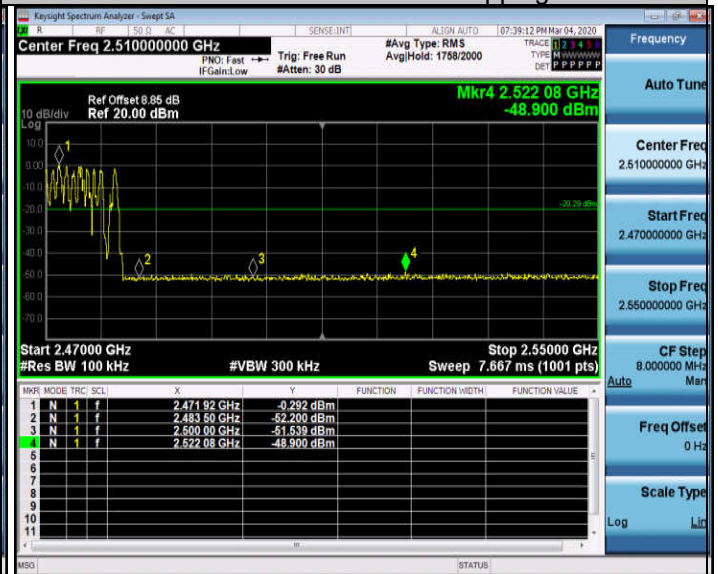 Keysight Spectrum Analyzer - Swept SA
LXI R RF 50 Ω AC SENSE:INT ALIGN AUTO 07:39:12 PM Mar 04, 2020
Center Freq 2.510000000 GHz #Avg Type: RMS TRACE 1 2 3 4 5 6
PNO: Fast Trig: Free Run Avg|Hold: 1758/2000 TYPE M W W W W W
IFGain:Low #Atten: 30 dB DET P P P P P P
Ref Offset 8.85 dB Mkr4 2.522 08 GHz
10 dB/div Ref 20.00 dBm -48.900 dBm
Log
10.0
0.00
-10.0
-20.0
-30.0
-40.0
-50.0
-60.0
-70.0
1
2
3
4
-20.29 dBm
Start 2.47000 GHz Stop 2.55000 GHz
#Res BW 100 kHz #VBW 300 kHz Sweep 7.667 ms (1001 pts)
MKR MODE TRC SCL X Y FUNCTION FUNCTION WIDTH FUNCTION VALUE
1 N 1 f 2.471 92 GHz -0.292 dBm
2 N 1 f 2.483 50 GHz -52.200 dBm
3 N 1 f 2.500 00 GHz -51.539 dBm
4 N 1 f 2.522 08 GHz -48.900 dBm
5
6
7
8
9
10
11
MSG STATUS
Frequency
Auto Tune
Center Freq
2.510000000 GHz
Start Freq
2.470000000 GHz
Stop Freq
2.550000000 GHz
CF Step
8.000000 MHz
Auto Man
Freq Offset
0 Hz
Scale Type
Log Lin